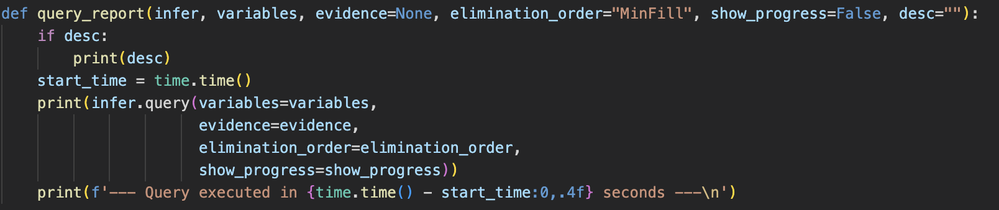 def query_report(infer, variables, evidence=None, elimination_order="MinFill", show_progress=False, desc=""):
    if desc:
        print(desc)
    start_time = time.time()
    print(infer.query(variables=variables,
                      evidence=evidence,
                      elimination_order=elimination_order,
                      show_progress=show_progress))
    print(f'--- Query executed in {time.time() - start_time:0,.4f} seconds ---\n')